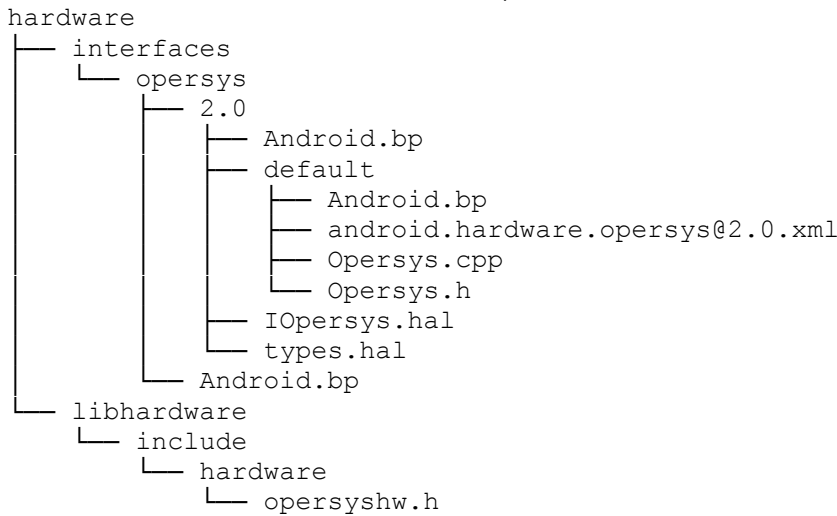 hardware
├── interfaces
│   └── opersys
│       ├── 2.0
│       │   ├── Android.bp
│       │   ├── default
│       │   │   ├── Android.bp
│       │   │   ├── android.hardware.opersys@2.0.xml
│       │   │   ├── Opersys.cpp
│       │   │   └── Opersys.h
│       │   ├── IOpersys.hal
│       │   └── types.hal
│       └── Android.bp
└── libhardware
    └── include
        └── hardware
            └── opersyshw.h